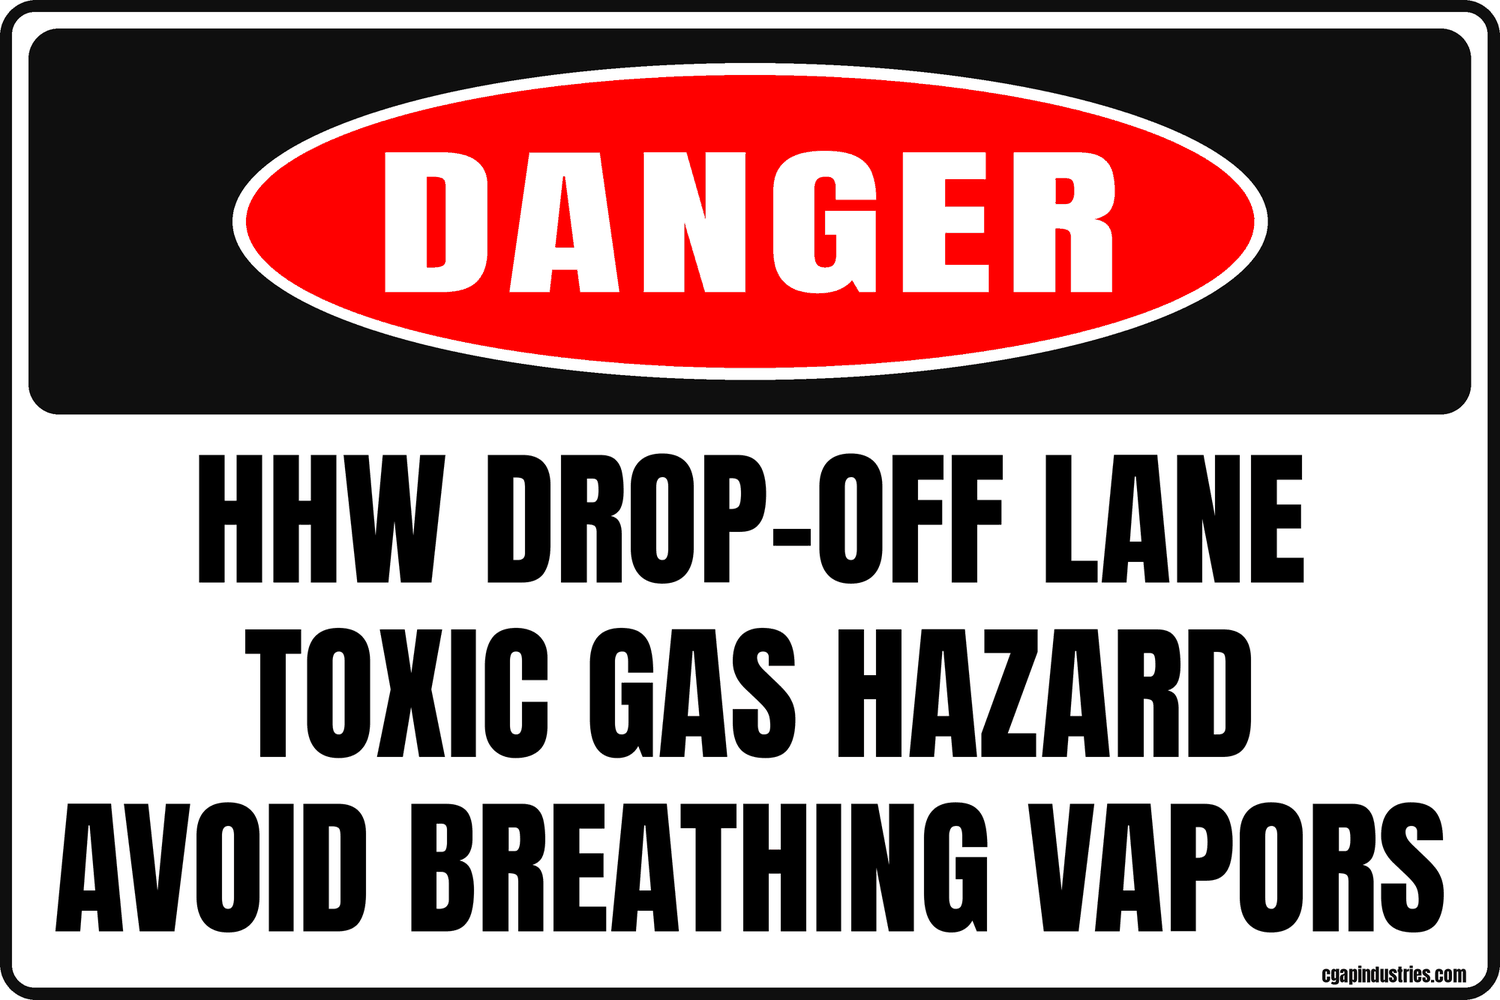 DANGER
HHW DROP-OFF LANE
TOXIC GAS HAZARD
AVOID BREATHING VAPORS
cgapindustries.com